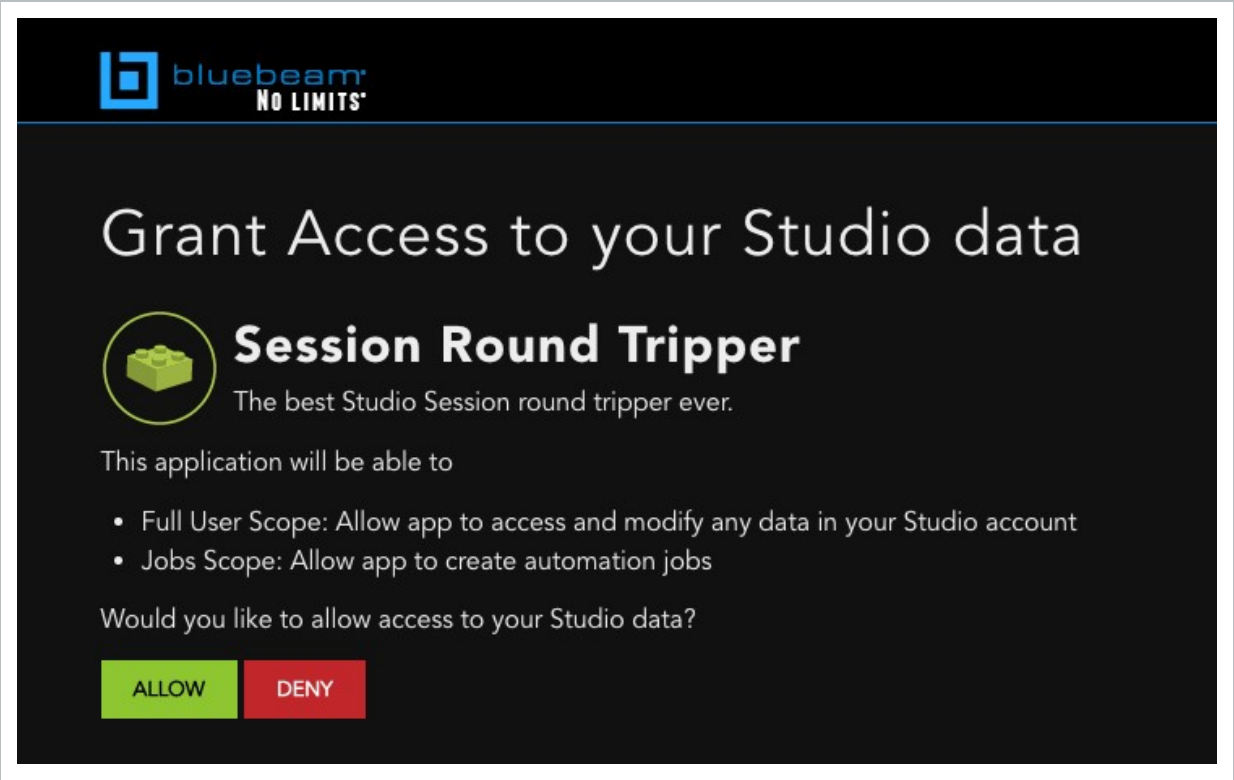 bluebeam®
No LIMITS®
Grant Access to your Studio data
Session Round Tripper
The best Studio Session round tripper ever.
This application will be able to
• Full User Scope: Allow app to access and modify any data in your Studio account
• Jobs Scope: Allow app to create automation jobs
Would you like to allow access to your Studio data?
ALLOW DENY